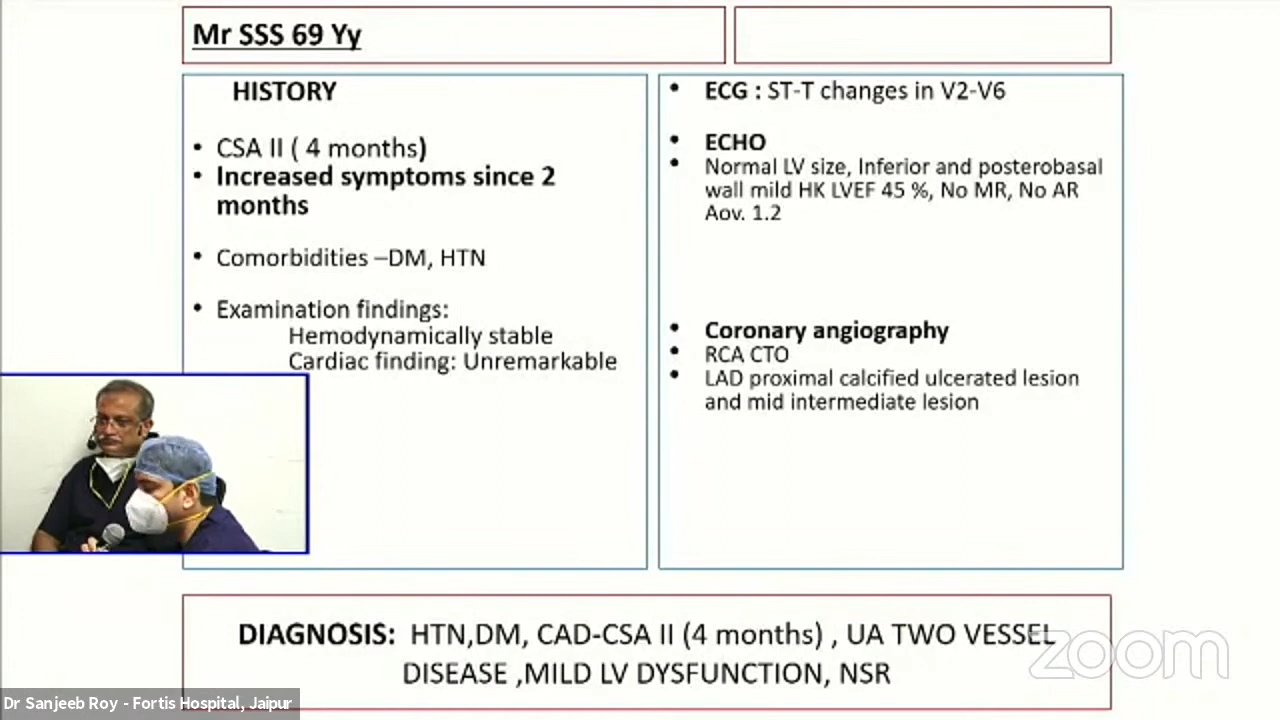 Mr SSS 69 Yy
HISTORY
• CSA II ( 4 months)
• Increased symptoms since 2
months
• Comorbidities –DM, HTN
• Examination findings:
Hemodynamically stable
Cardiac finding: Unremarkable
• ECG : ST-T changes in V2-V6
• ECHO
• Normal LV size, Inferior and posterobasal
wall mild HK LVEF 45 %, No MR, No AR
Aov. 1.2
• Coronary angiography
• RCA CTO
• LAD proximal calcified ulcerated lesion
and mid intermediate lesion
DIAGNOSIS: HTN,DM, CAD-CSA II (4 months) , UA TWO VESSEL
DISEASE ,MILD LV DYSFUNCTION, NSR
zoom
Dr Sanjeeb Roy - Fortis Hospital, Jaipur